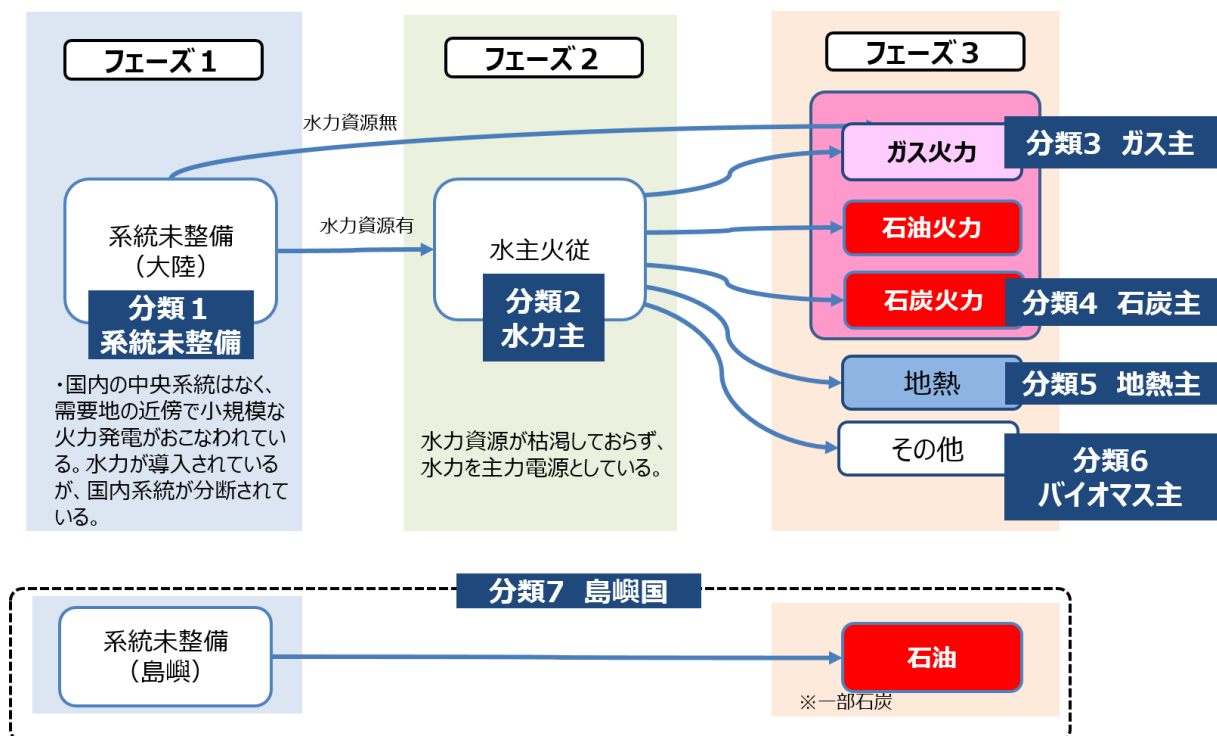 フェーズ１
フェーズ２
フェーズ３
水力資源無
ガス火力
分類3 ガス主
系統未整備
（大陸）
水力資源有
水主火従
石油火力
分類１
系統未整備
分類2
水力主
石炭火力
分類4 石炭主
・国内の中央系統はなく、
需要地の近傍で小規模な
火力発電がおこなわれてい
る。水力が導入されている
が、国内系統が分断されて
いる。
水力資源が枯渇しておらず、
水力を主力電源としている。
地熱
分類5 地熱主
その他
分類6
バイオマス主
分類7 島嶼国
系統未整備
（島嶼）
石油
※一部石炭